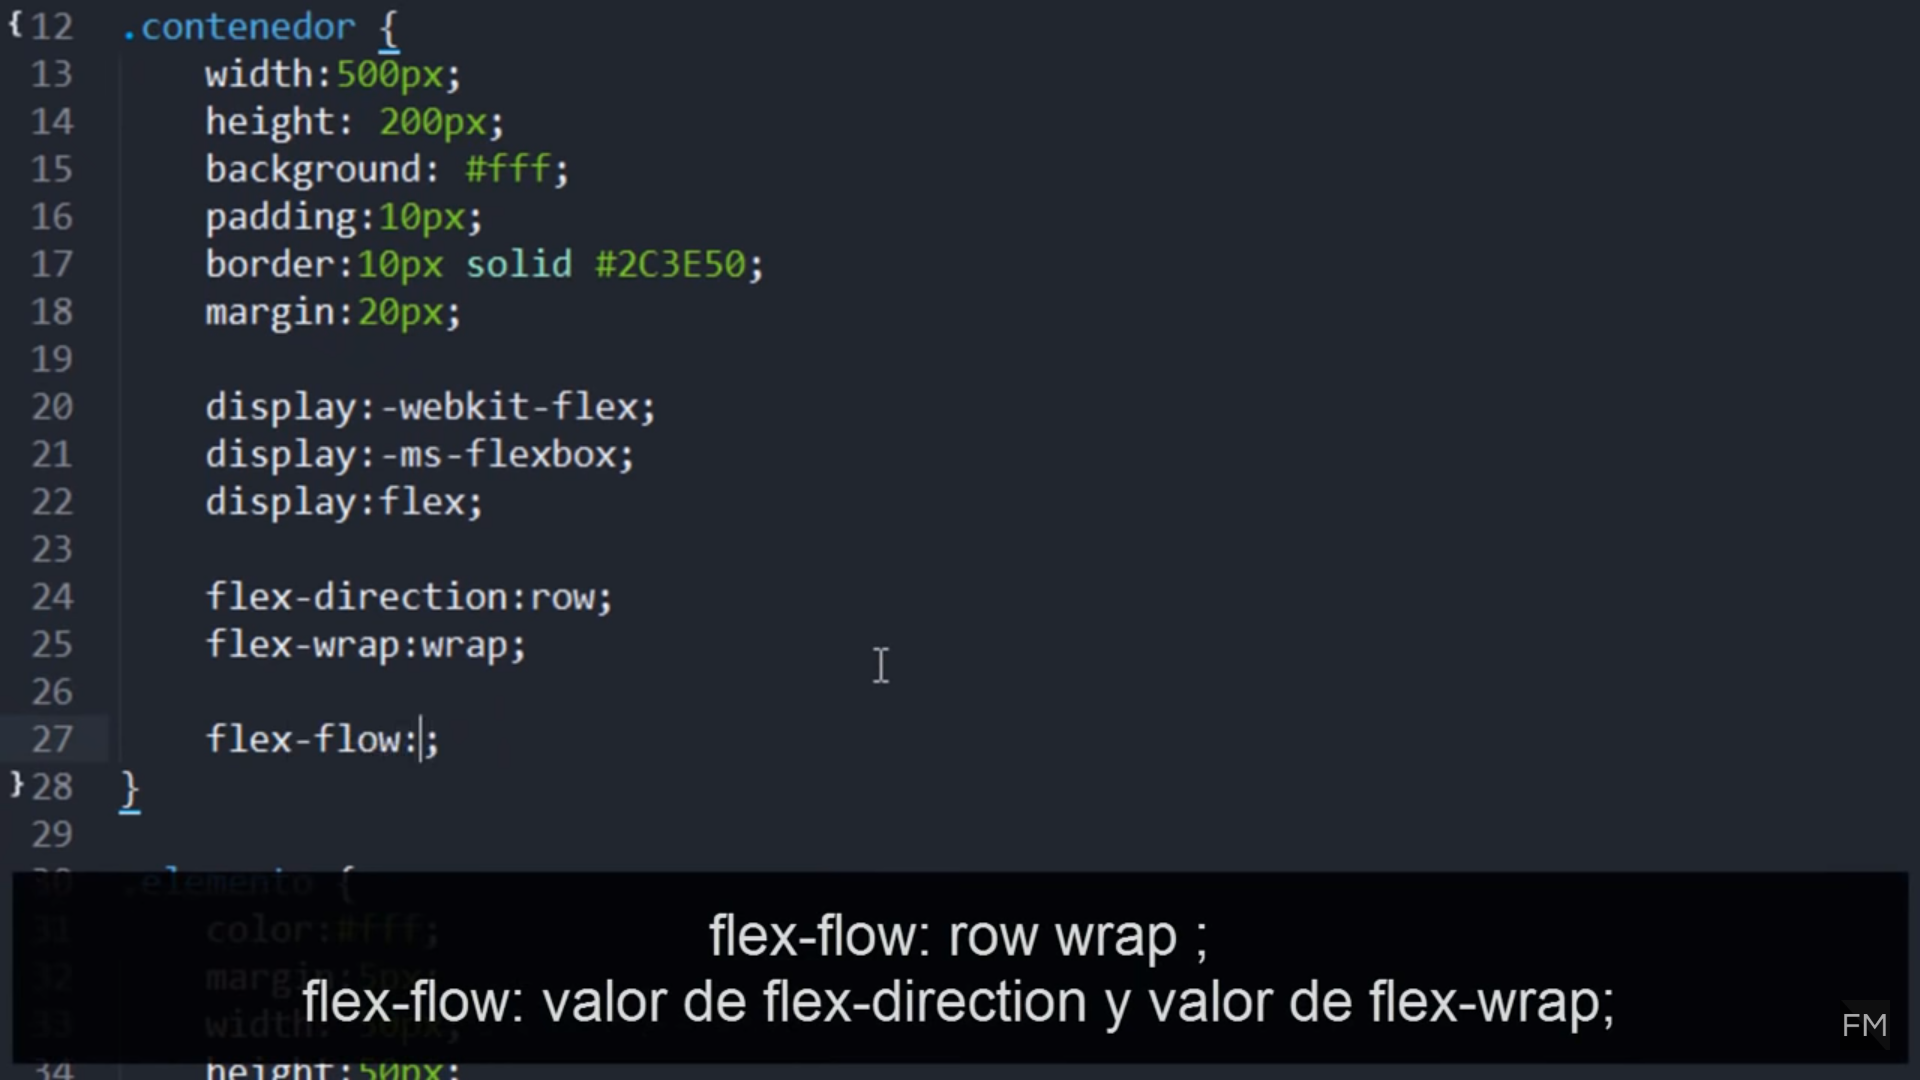 {12 .contenedor {
13 width:500px;
14 height: 200px;
15 background: #fff;
16 padding:10px;
17 border:10px solid #2C3E50;
18 margin:20px;
19
20 display:-webkit-flex;
21 display:-ms-flexbox;
22 display:flex;
23
24 flex-direction:row;
25 flex-wrap:wrap;
26
27 flex-flow:;
}28 }
29
30 .elemento {
31 color:#fff;
32 margin:5px;
33 width: 50px;
34 height:50px;
flex-flow: row wrap ;
flex-flow: valor de flex-direction y valor de flex-wrap;
FM